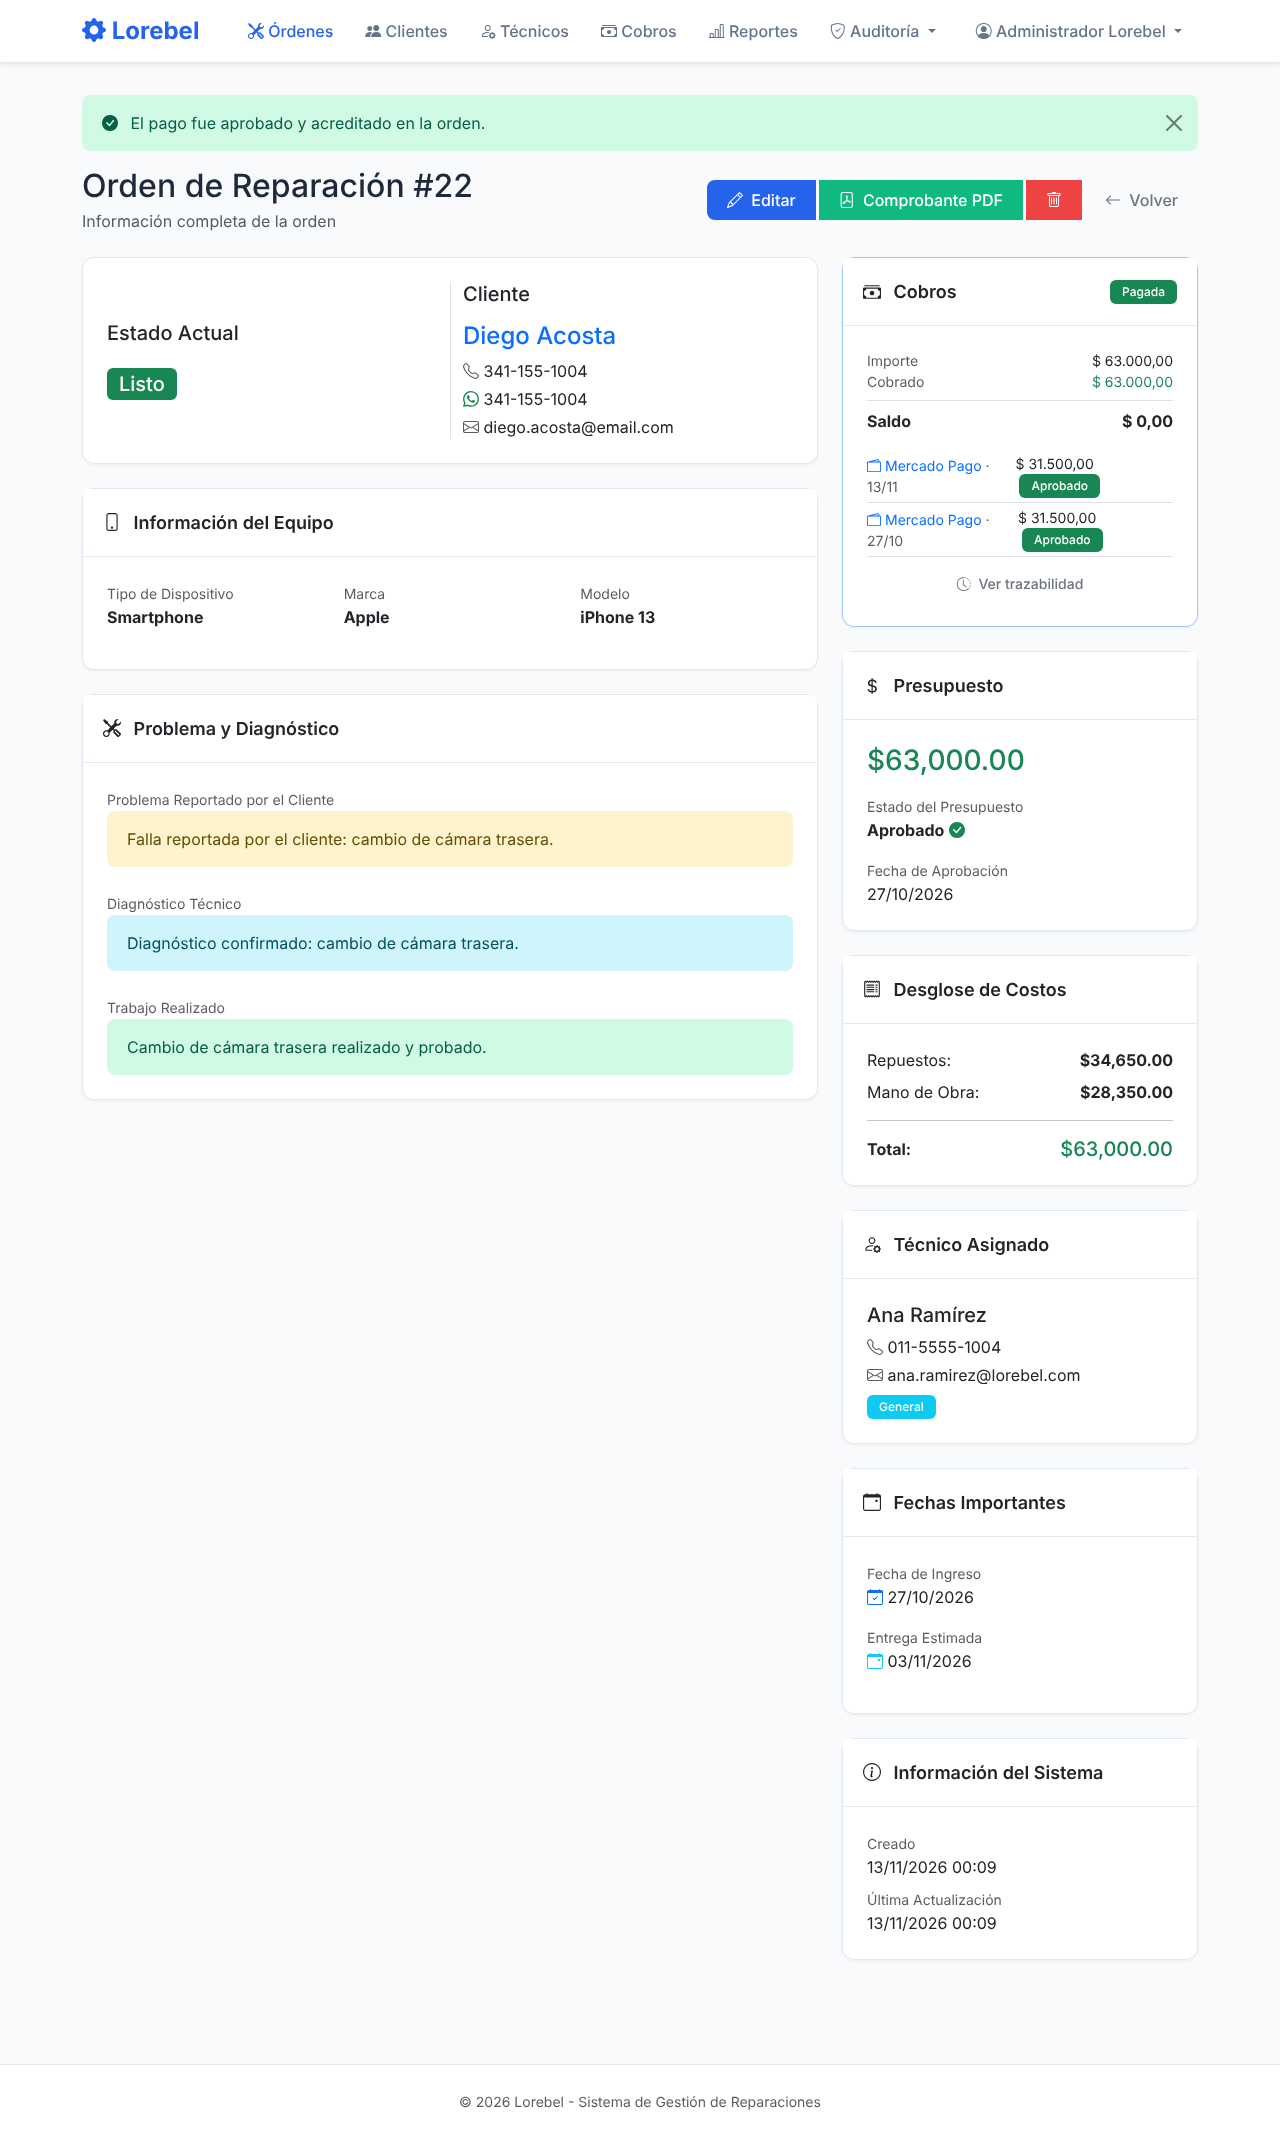 Lorebel
Órdenes
Clientes
Técnicos
Cobros
Reportes
Auditoría
Administrador Lorebel
El pago fue aprobado y acreditado en la orden.
Orden de Reparación #22
Información completa de la orden
Editar
Comprobante PDF
Volver
Estado Actual
Listo
Cliente
Diego Acosta
341-155-1004
341-155-1004
diego.acosta@email.com
Información del Equipo
Tipo de Dispositivo
Smartphone
Marca
Apple
Modelo
iPhone 13
Problema y Diagnóstico
Problema Reportado por el Cliente
Falla reportada por el cliente: cambio de cámara trasera.
Diagnóstico Técnico
Diagnóstico confirmado: cambio de cámara trasera.
Trabajo Realizado
Cambio de cámara trasera realizado y probado.
Cobros
Pagada
Importe $ 63.000,00
Cobrado $ 63.000,00
Saldo $ 0,00
Mercado Pago · $ 31.500,00
13/11 Aprobado
Mercado Pago · $ 31.500,00
27/10 Aprobado
Ver trazabilidad
$ Presupuesto
$63,000.00
Estado del Presupuesto
Aprobado
Fecha de Aprobación
27/10/2026
Desglose de Costos
Repuestos: $34,650.00
Mano de Obra: $28,350.00
Total: $63,000.00
Técnico Asignado
Ana Ramírez
011-5555-1004
ana.ramirez@lorebel.com
General
Fechas Importantes
Fecha de Ingreso
27/10/2026
Entrega Estimada
03/11/2026
Información del Sistema
Creado
13/11/2026 00:09
Última Actualización
13/11/2026 00:09
© 2026 Lorebel - Sistema de Gestión de Reparaciones